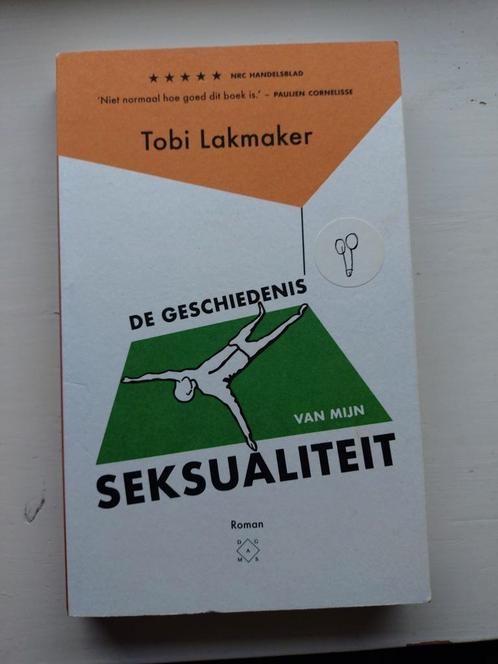 ★★★★★ NRC HANDELSBLAD
'Niet normaal hoe goed dit boek is.' – PAULIEN CORNELISSE
Tobi Lakmaker
DE GESCHIEDENIS
VAN MIJN
SEKSUALITEIT
Roman
D G
A
M S